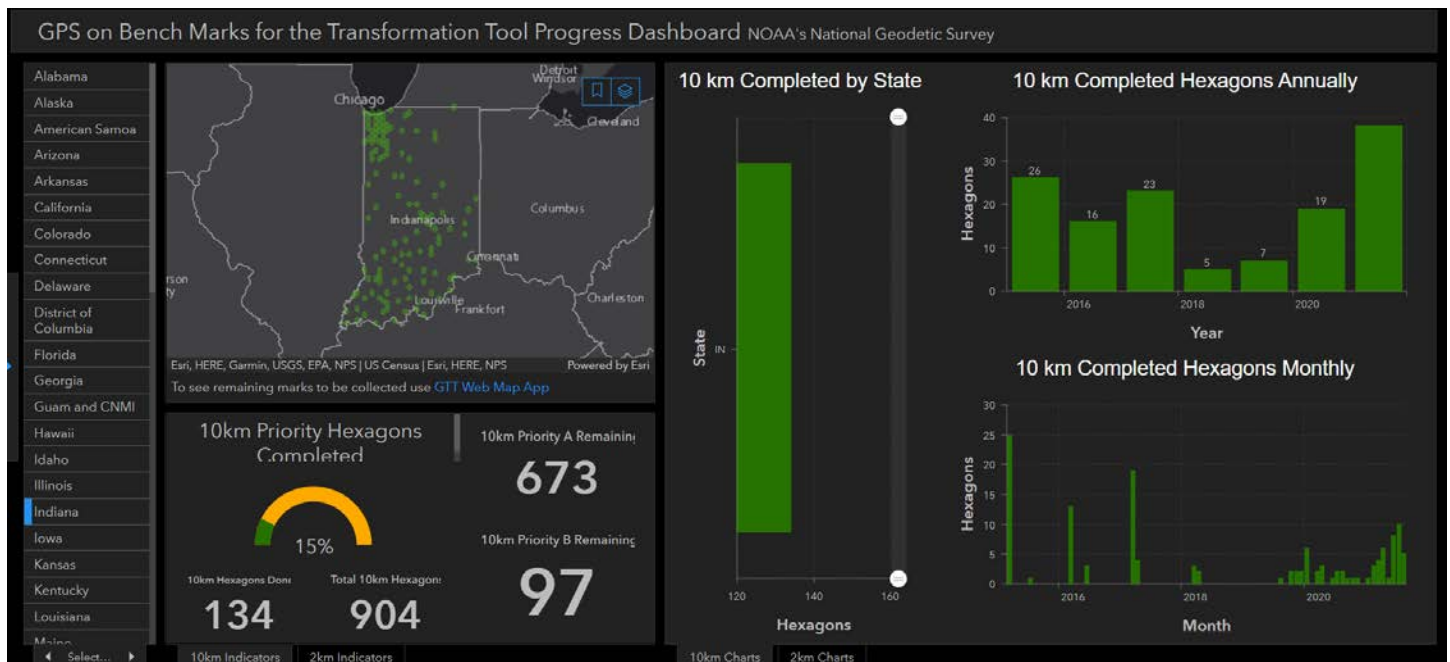 GPS on Bench Marks for the Transformation Tool Progress Dashboard NOAA's National Geodetic Survey
Alabama
Alaska
American Samoa
Arizona
Arkansas
California
Colorado
Connecticut
Delaware
District of
Columbia
Florida
Georgia
Guam and CNMI
Hawaii
Idaho
Illinois
Indiana
Iowa
Kansas
Kentucky
Louisiana
Maine
Select...
Detroit
Windsor
Chicago
Cleveland
Indianapolis
Columbus
Cincinnati
Louisville
Frankfort
Charleston
Esri, HERE, Garmin, USGS, EPA, NPS | US Census | Esri, HERE, NPS
Powered by Esri
To see remaining marks to be collected use GTT Web Map App
10km Priority Hexagons
Completed
15%
10km Hexagons Done
134
Total 10km Hexagons
904
10km Priority A Remaining
673
10km Priority B Remaining
97
10km Indicators
2km Indicators
10 km Completed by State
State
IN
120
140
160
Hexagons
10km Charts
2km Charts
10 km Completed Hexagons Annually
Hexagons
40
30
20
10
0
26
16
23
5
7
19
2016
2018
2020
Year
10 km Completed Hexagons Monthly
Hexagons
30
25
20
15
10
5
0
2016
2018
2020
Month